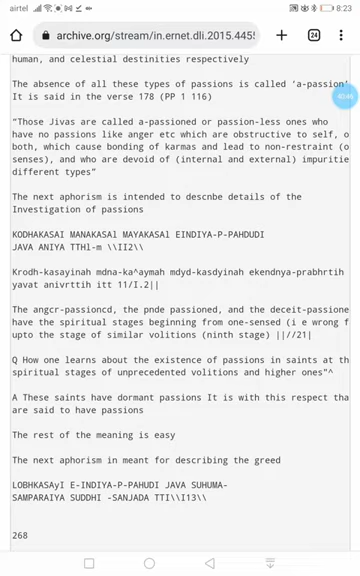 airtel 8:23
archive.org/stream/in.ernet.dli.2015.4455 24
human, and celestial destinities respectively
The absence of all these types of passions is called 'a-passion'
It is said in the verse 178 (PP 1 116)
40:46
“Those Jivas are called a-passioned or passion-less ones who
have no passions like anger etc which are obstructive to self, o
both, which cause bonding of karmas and lead to non-restraint (o
senses), and who are devoid of (internal and external) impuritie
different types”
The next aphorism is intended to descnbe details of the
Investigation of passions
KODHAKASAI MANAKASAl MAYAKASAl EINDIYA-P-PAHDUDI
JAVA ANIYA TTHl-m \\II2\\
Krodh-kasayinah mdna-ka^aymah mdyd-kasdyinah ekendnya-prabhrtih
yavat anivrttih itt 11/I.2||
The angcr-passioncd, the pnde passioned, and the deceit-passione
have the spiritual stages beginning from one-sensed (i e wrong f
upto the stage of similar volitions (ninth stage) ||//21|
Q How one learns about the existence of passions in saints at th
spiritual stages of unprecedented volitions and higher ones"^
A These saints have dormant passions It is with this respect tha
are said to have passions
The rest of the meaning is easy
The next aphorism in meant for describing the greed
LOBHKASAyI E-INDIYA-P-PAHUDI JAVA SUHUMA-
SAMPARAIYA SUDDHI -SANJADA TTI\\I13\\
268